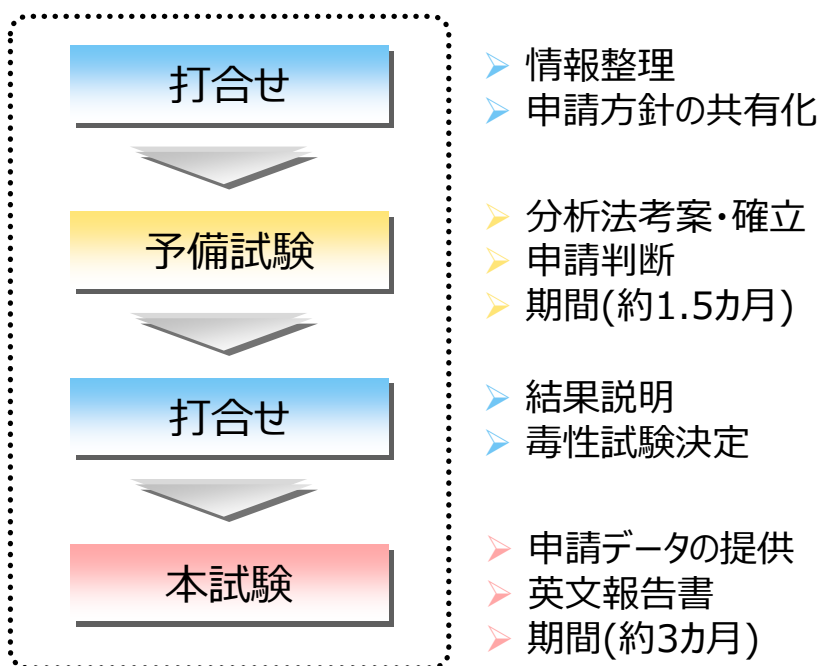 打合せ
情報整理
申請方針の共有化
予備試験
分析法考案・確立
申請判断
期間(約1.5カ月)
打合せ
結果説明
毒性試験決定
本試験
申請データの提供
英文報告書
期間(約3カ月)